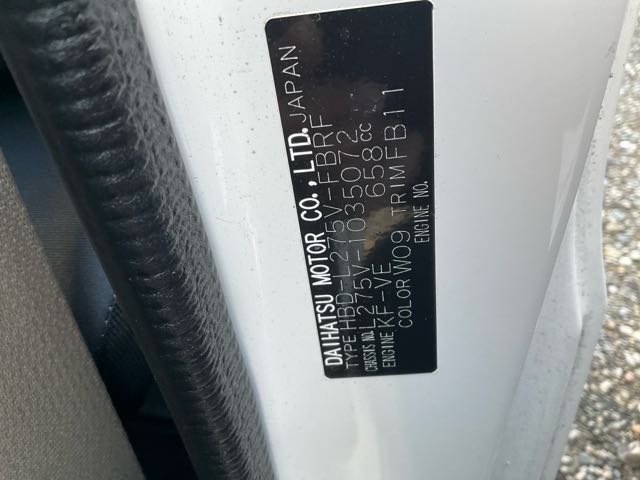 DAIHATSU MOTOR CO., LTD. JAPAN
TYPE HBD-L275V-FBRF
CHASSIS NO. L275V-1035072
ENGINE KF-VE 658cc
COLOR W09 TRIM FB11
ENGINE NO.